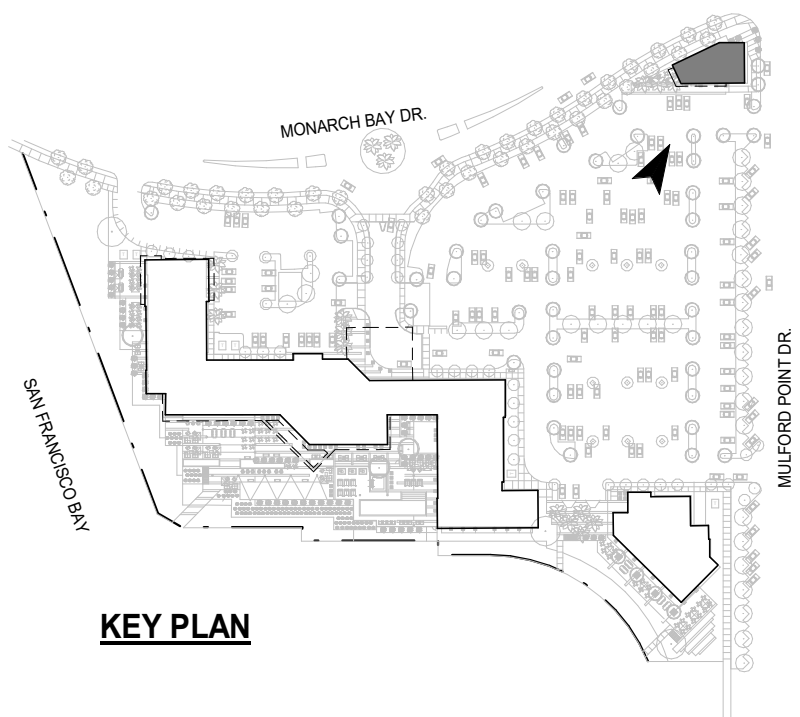 MONARCH BAY DR.
SAN FRANCISCO BAY
MULFORD POINT DR.
KEY PLAN